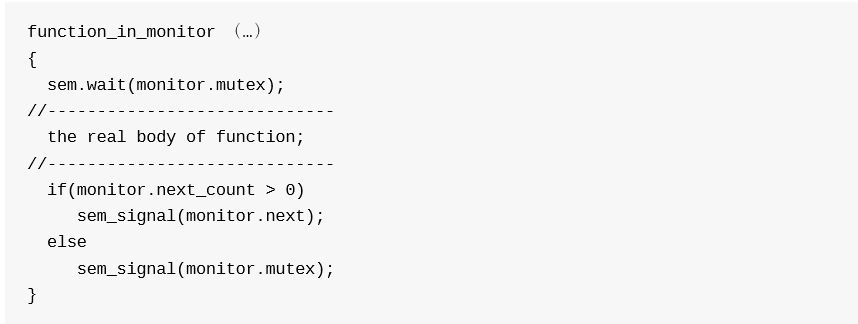 function_in_monitor （…）
{
  sem.wait(monitor.mutex);
//-----------------------------
  the real body of function;
//-----------------------------
  if(monitor.next_count > 0)
     sem_signal(monitor.next);
  else
     sem_signal(monitor.mutex);
}